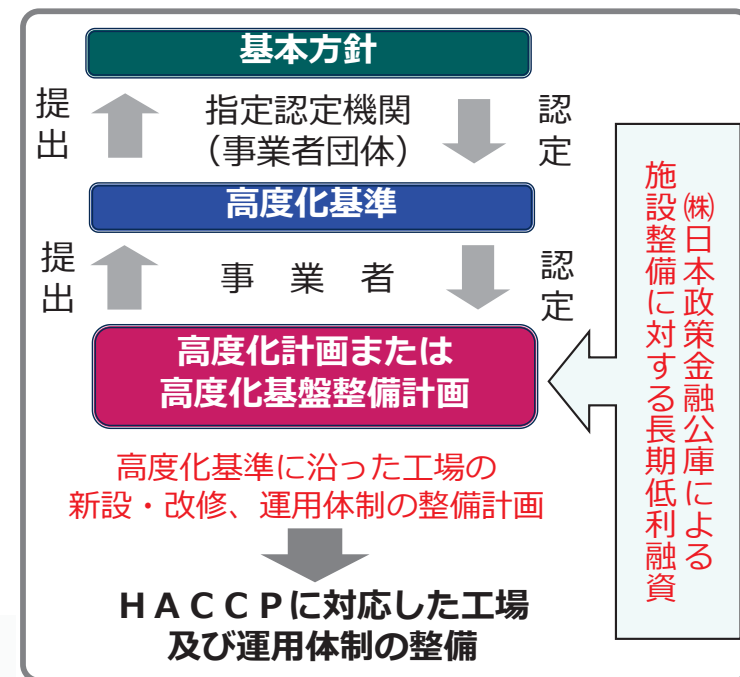 基本方針
提出
指定認定機関
（事業者団体）
認定
高度化基準
提出
事　業　者
認定
高度化計画または
高度化基盤整備計画
高度化基準に沿った工場の
新設・改修、運用体制の整備計画
ＨＡＣＣＰに対応した工場
及び運用体制の整備
㈱日本政策金融公庫による
施設整備に対する長期低利融資